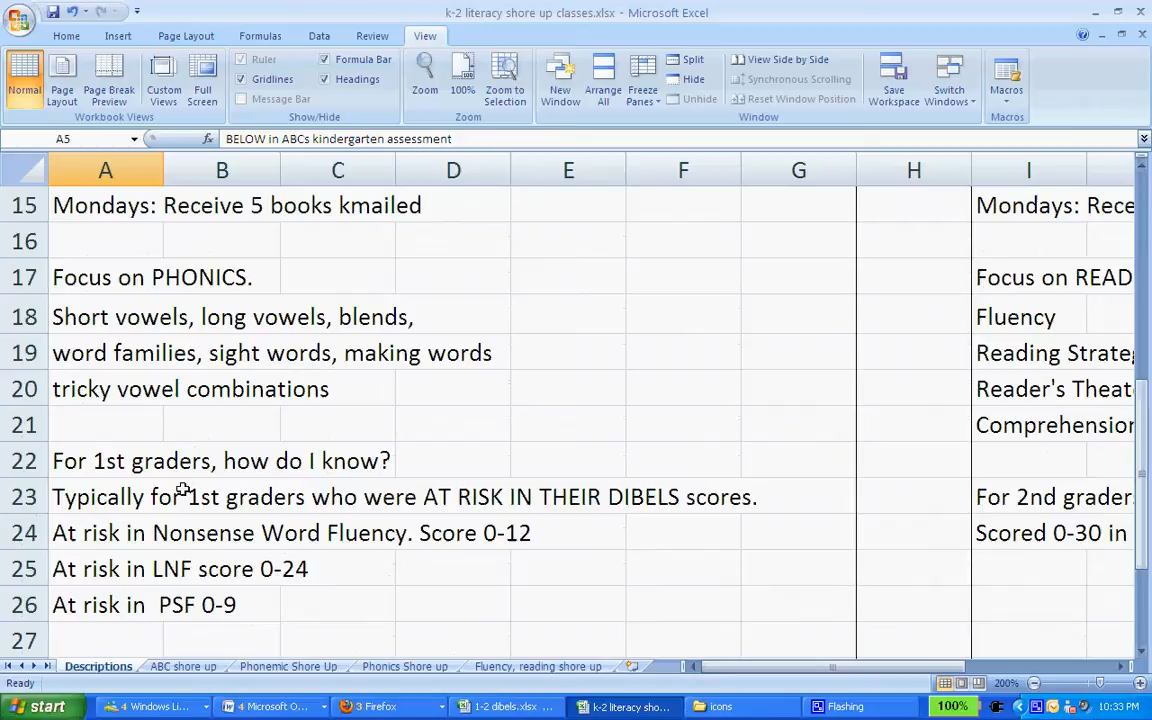 k-2 literacy shore up classes.xlsx - Microsoft Excel
Home Insert Page Layout Formulas Data Review View
Normal Page Layout Page Break Preview Custom Views Full Screen
Workbook Views
Ruler Formula Bar
Gridlines Headings
Message Bar
Show/Hide
Zoom 100% Zoom to Selection
Zoom
New Window Arrange All Freeze Panes
Split
Hide
Unhide
View Side by Side
Synchronous Scrolling
Reset Window Position
Window
Save Workspace Switch Windows
Macros
Macros
A5 fx BELOW in ABCs kindergarten assessment
A B C D E F G H I
15 Mondays: Receive 5 books kmailed Mondays: Rece
16
17 Focus on PHONICS. Focus on READ
18 Short vowels, long vowels, blends, Fluency
19 word families, sight words, making words Reading Strate
20 tricky vowel combinations Reader's Theat
21 Comprehension
22 For 1st graders, how do I know?
23 Typically for 1st graders who were AT RISK IN THEIR DIBELS scores. For 2nd grader
24 At risk in Nonsense Word Fluency. Score 0-12 Scored 0-30 in
25 At risk in LNF score 0-24
26 At risk in PSF 0-9
27
Descriptions ABC shore up Phonemic Shore Up Phonics Shore up Fluency, reading shore up
Ready 200%
start 4 Windows Li... 4 Microsoft O... 3 Firefox 1-2 dibels.xlsx ... k-2 literacy sho... icons Flashing 100% 10:33 PM